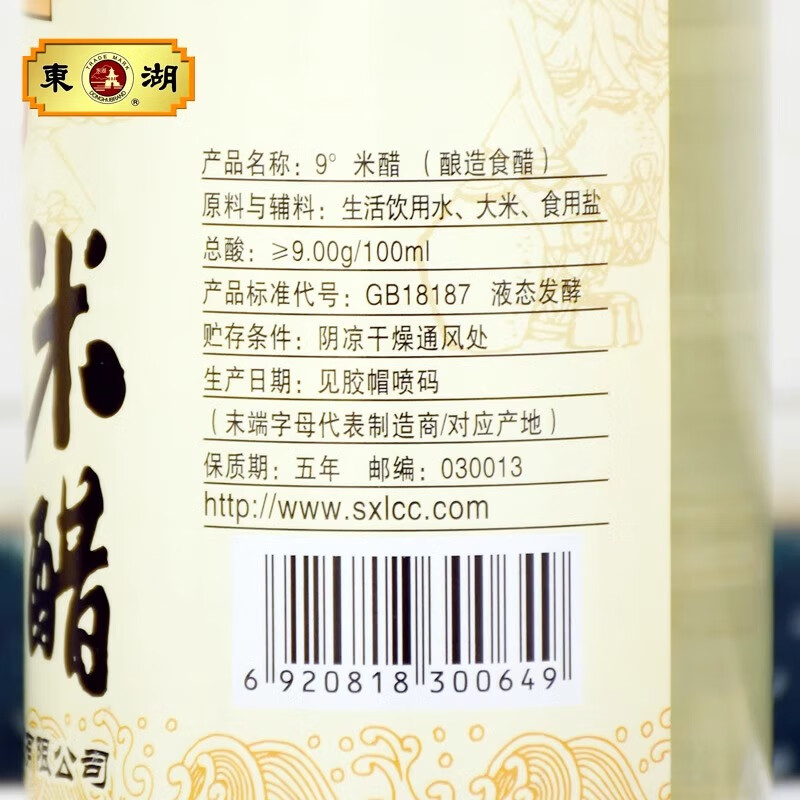 東湖
TRADE MARK
DONGHUBRAND
®
产品名称：9° 米醋 （酿造食醋）
原料与辅料：生活饮用水、大米、食用盐
总酸：≥9.00g/100ml
产品标准代号：GB18187 液态发酵
贮存条件：阴凉干燥通风处
生产日期：见胶帽喷码
（末端字母代表制造商/对应产地）
保质期：五年 邮编：030013
http://www.sxlcc.com
6 920818 300649
米醋
有限公司